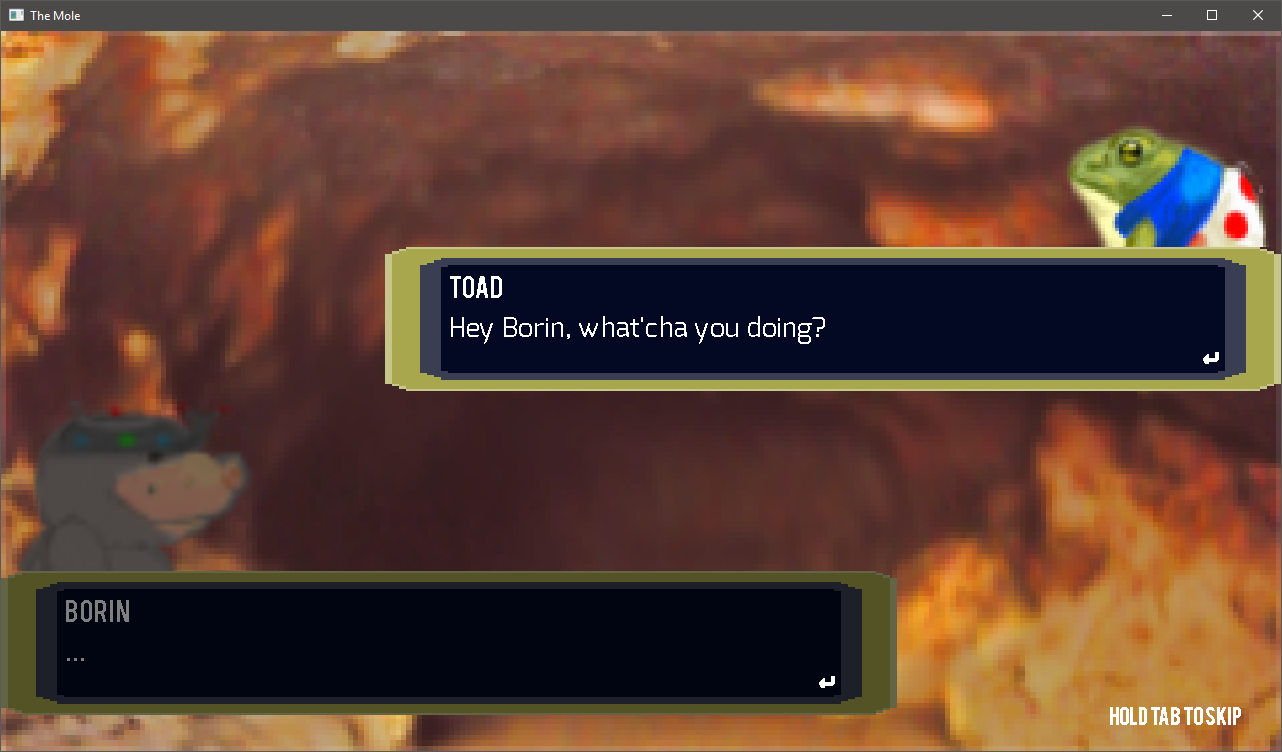 The Mole
TOAD
Hey Borin, what'cha you doing?
BORIN
...
HOLD TAB TO SKIP